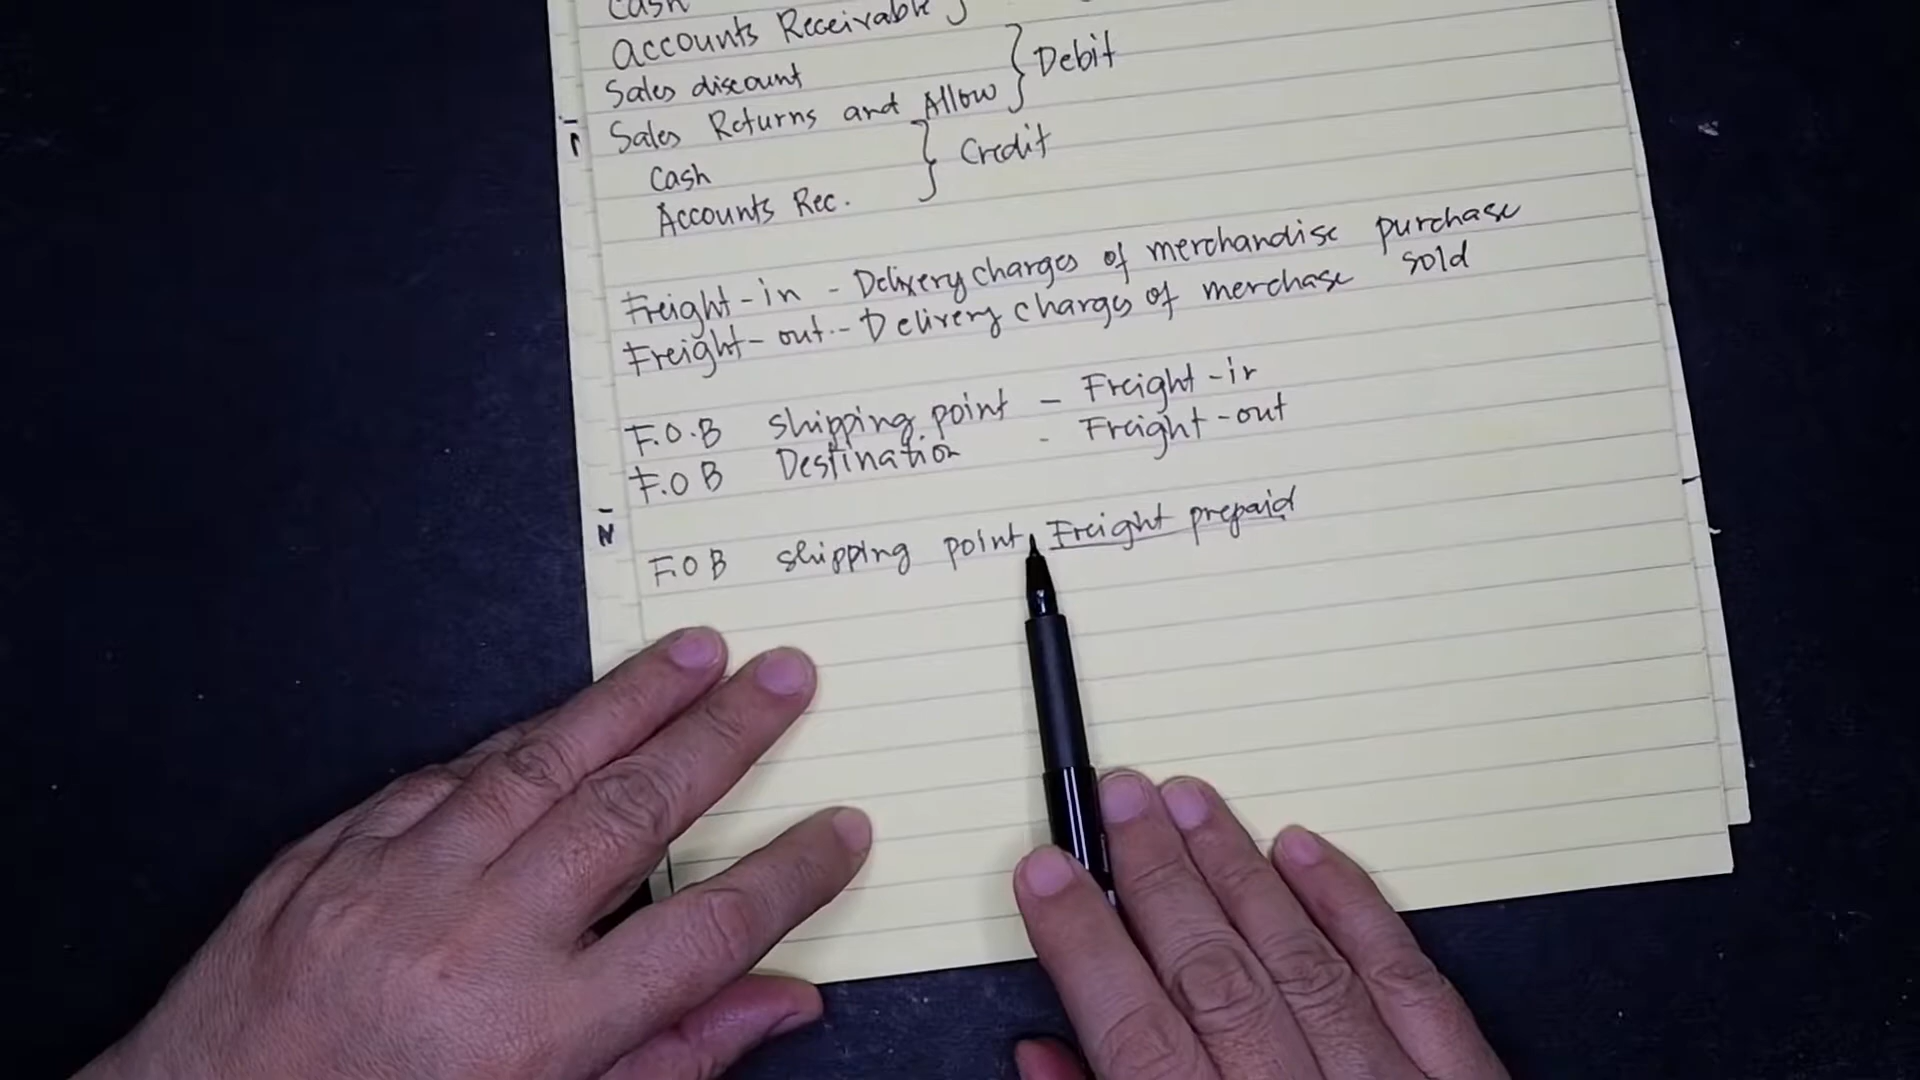 Cash
Accounts Receivable
Sales discount
Sales Returns and Allow } Debit
Cash
Accounts Rec. } Credit
Freight-in - Delivery charges of merchandise purchase
Freight-out - Delivery charges of merchase sold
F.O.B shipping point - Freight-in
F.O B Destination - Freight-out
F.O B shipping point, Freight prepaid